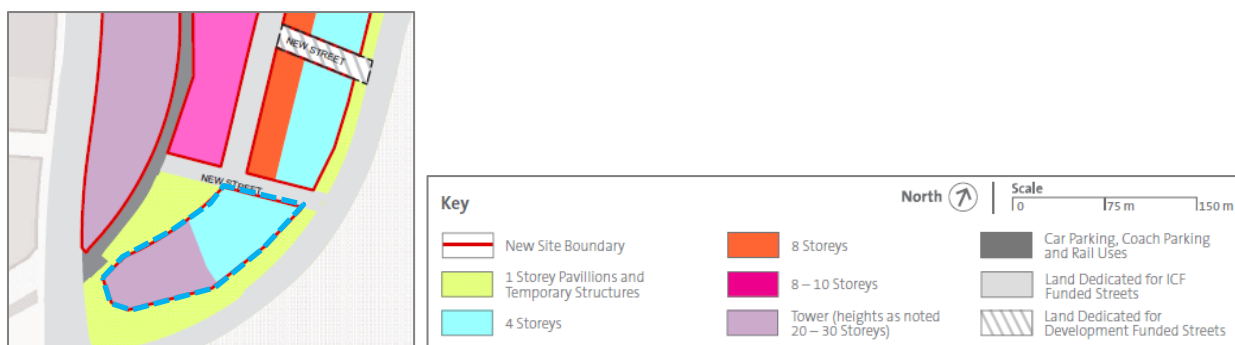 NEW STREET
NEW STREET
Key
North
Scale
0 75 m 150 m
New Site Boundary
1 Storey Pavillions and
Temporary Structures
4 Storeys
8 Storeys
8 – 10 Storeys
Tower (heights as noted
20 – 30 Storeys)
Car Parking, Coach Parking
and Rail Uses
Land Dedicated for ICF
Funded Streets
Land Dedicated for
Development Funded Streets